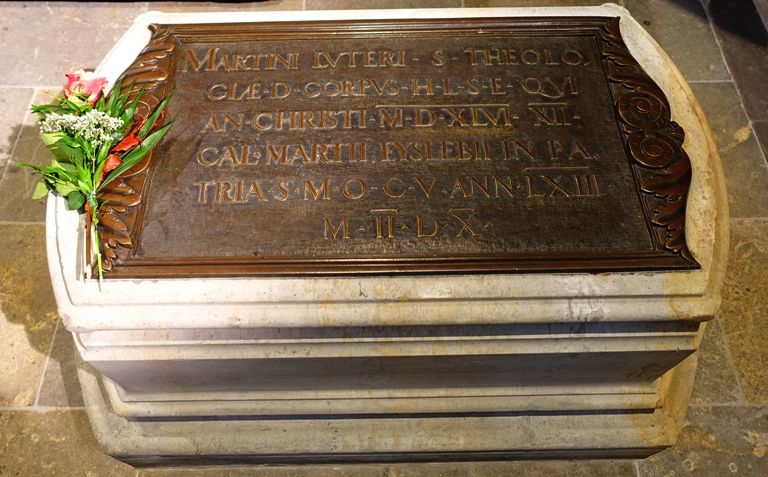 MARTINI LVTERI · S · THEOLO.
GIÆ · D · CORPVS · H · L · S · E · QVI
AN · CHRISTI · M · D · XLVI · XII ·
CAL · MARTII · EYSLEBII IN PA.
TRIA · S · M · O · C · V · ANN · LXIII ·
M · II · D · X ·